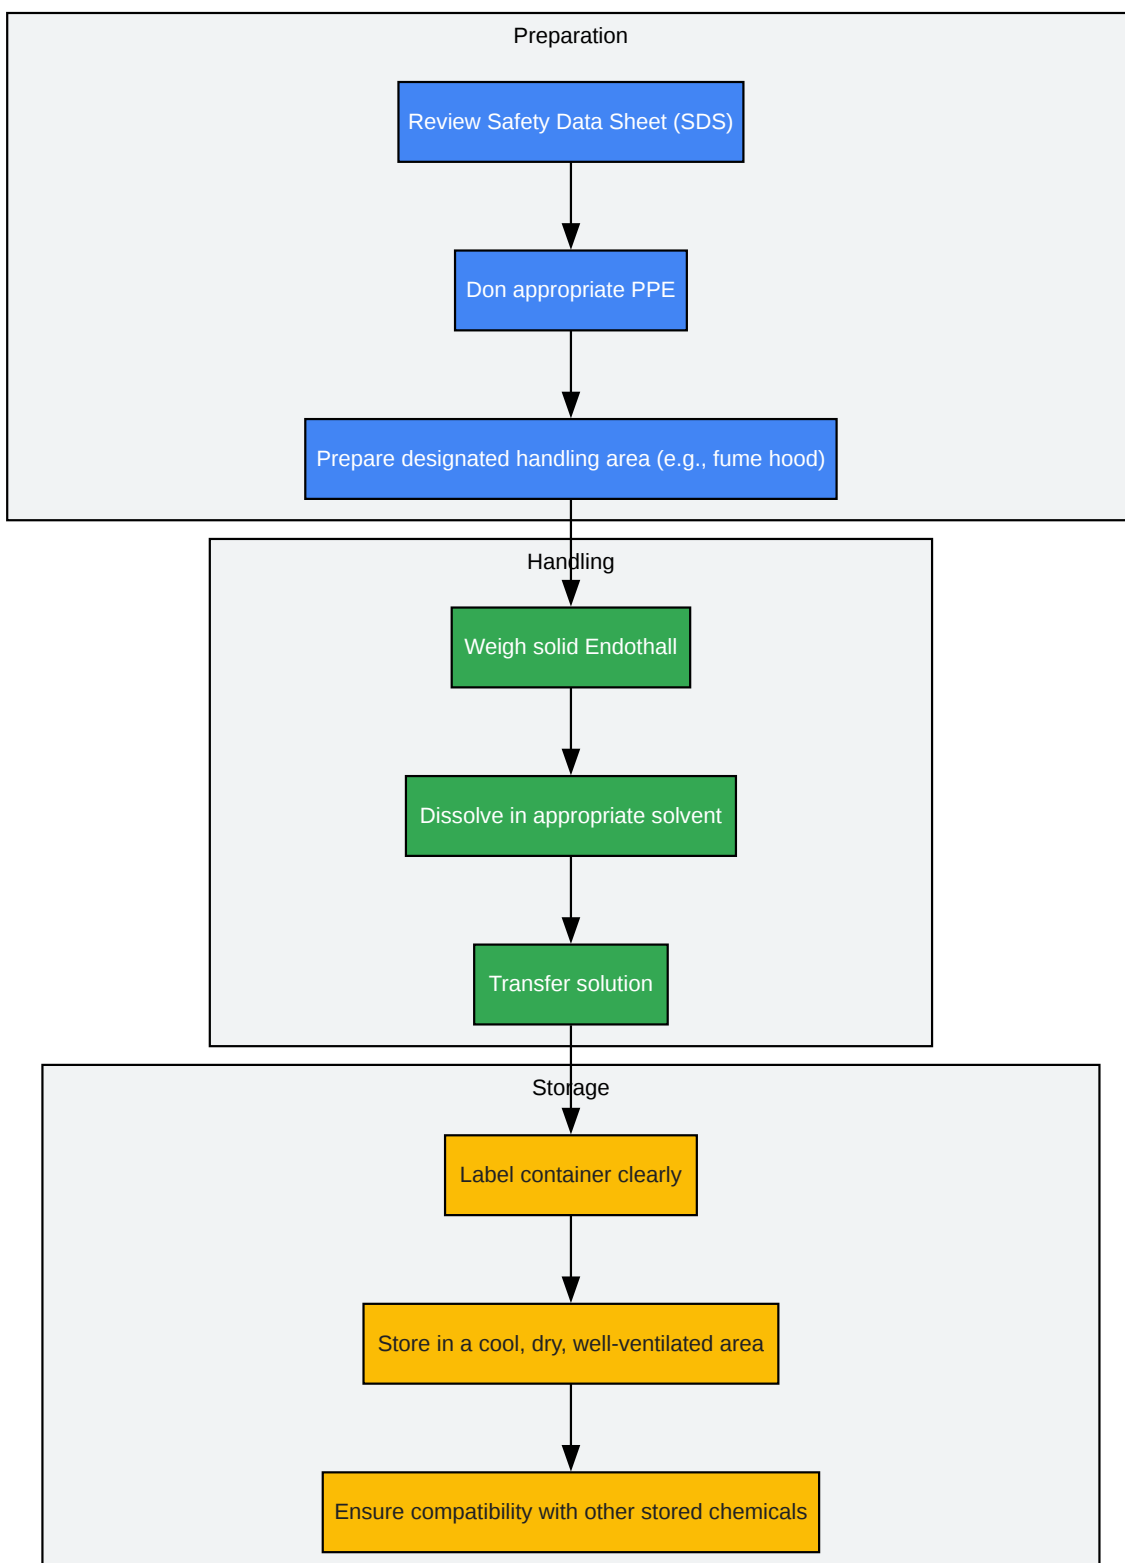 Preparation
Review Safety Data Sheet (SDS)
Don appropriate PPE
Prepare designated handling area (e.g., fume hood)
Handling
Weigh solid Endothall
Dissolve in appropriate solvent
Transfer solution
Storage
Label container clearly
Store in a cool, dry, well-ventilated area
Ensure compatibility with other stored chemicals